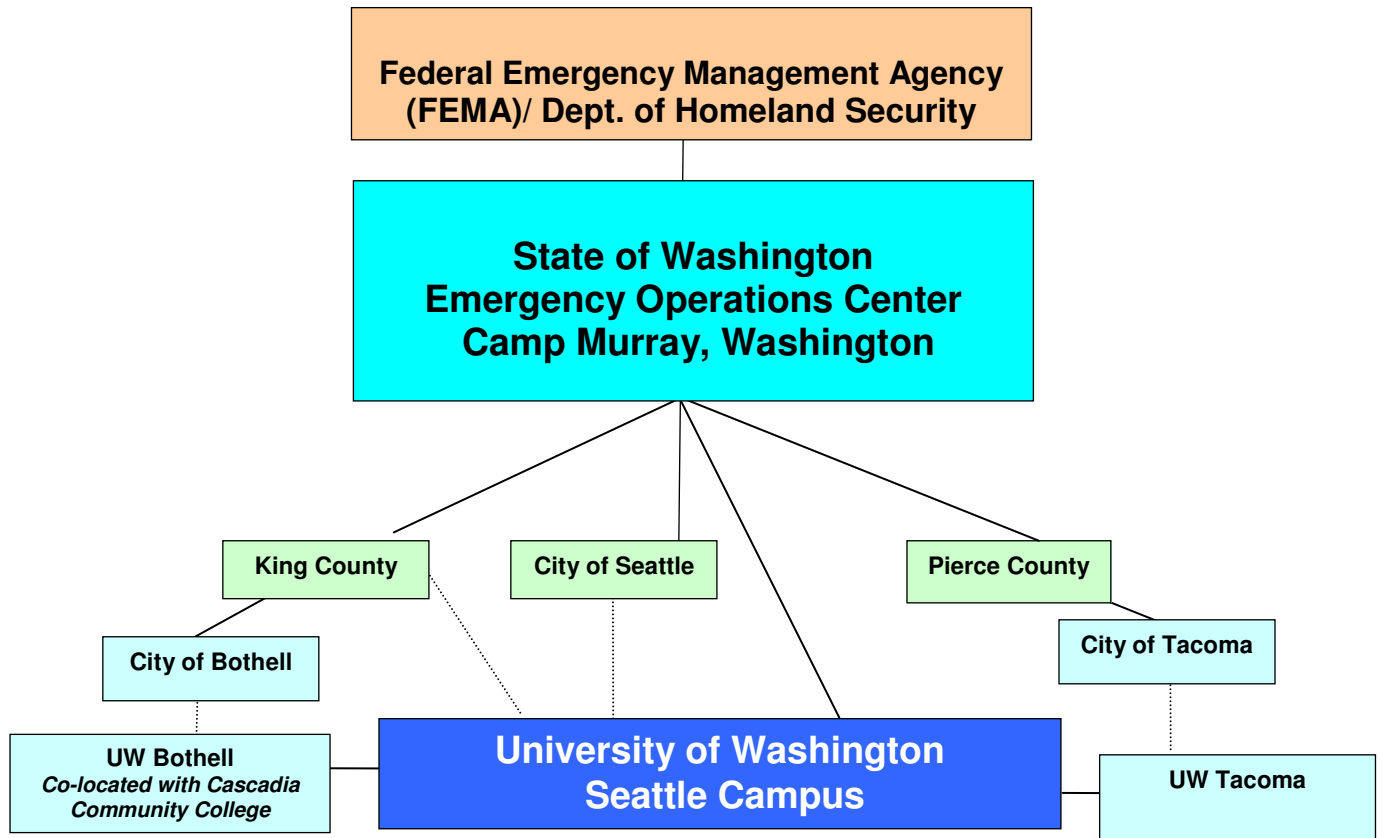 Federal Emergency Management Agency
(FEMA)/ Dept. of Homeland Security
State of Washington
Emergency Operations Center
Camp Murray, Washington
King County
City of Seattle
Pierce County
City of Bothell
City of Tacoma
UW Bothell
Co-located with Cascadia
Community College
University of Washington
Seattle Campus
UW Tacoma